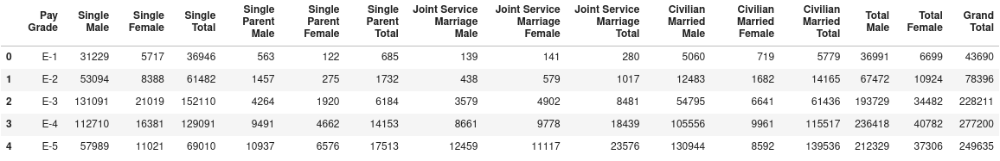 Pay Grade Single Male Single Female Single Total Single Parent Male Single Parent Female Single Parent Total Joint Service Marriage Male Joint Service Marriage Female Joint Service Marriage Total Civilian Married Male Civilian Married Female Civilian Married Total Total Male Total Female Grand Total
0 E-1 31229 5717 36946 563 122 685 139 141 280 5060 719 5779 36991 6699 43690
1 E-2 53094 8388 61482 1457 275 1732 438 579 1017 12483 1682 14165 67472 10924 78396
2 E-3 131091 21019 152110 4264 1920 6184 3579 4902 8481 54795 6641 61436 193729 34482 228211
3 E-4 112710 16381 129091 9491 4662 14153 8661 9778 18439 105556 9961 115517 236418 40782 277200
4 E-5 57989 11021 69010 10937 6576 17513 12459 11117 23576 130944 8592 139536 212329 37306 249635